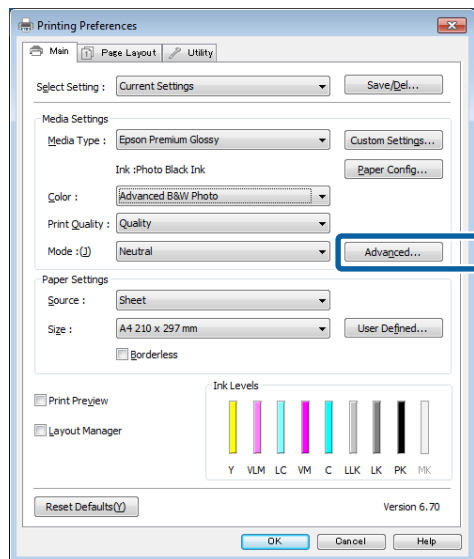 Printing Preferences
Main Page Layout Utility
Select Setting : Current Settings Save/Del...
Media Settings
Media Type : Epson Premium Glossy Custom Settings...
Ink :Photo Black Ink Paper Config...
Color : Advanced B&W Photo
Print Quality : Quality
Mode :(J) Neutral Advanced...
Paper Settings
Source : Sheet
Size : A4 210 x 297 mm User Defined...
Borderless
Ink Levels
Print Preview
Layout Manager
Y VLM LC VM C LLK LK PK MK
Reset Defaults(Y) Version 6.70
OK Cancel Help